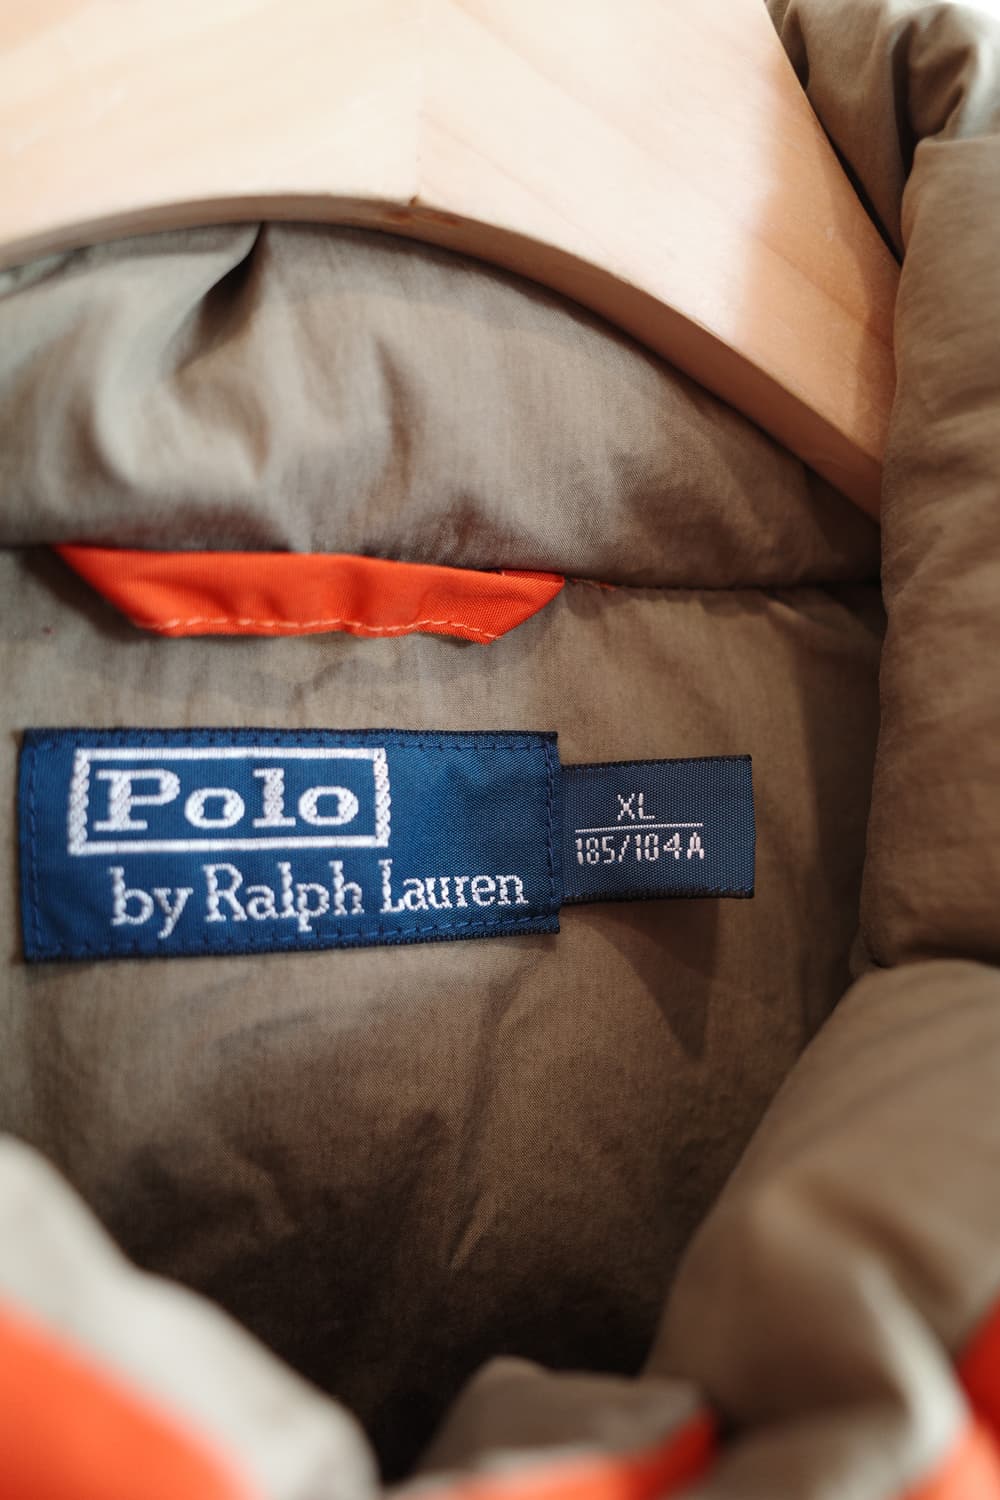 Polo
by Ralph Lauren
XL
185/104A